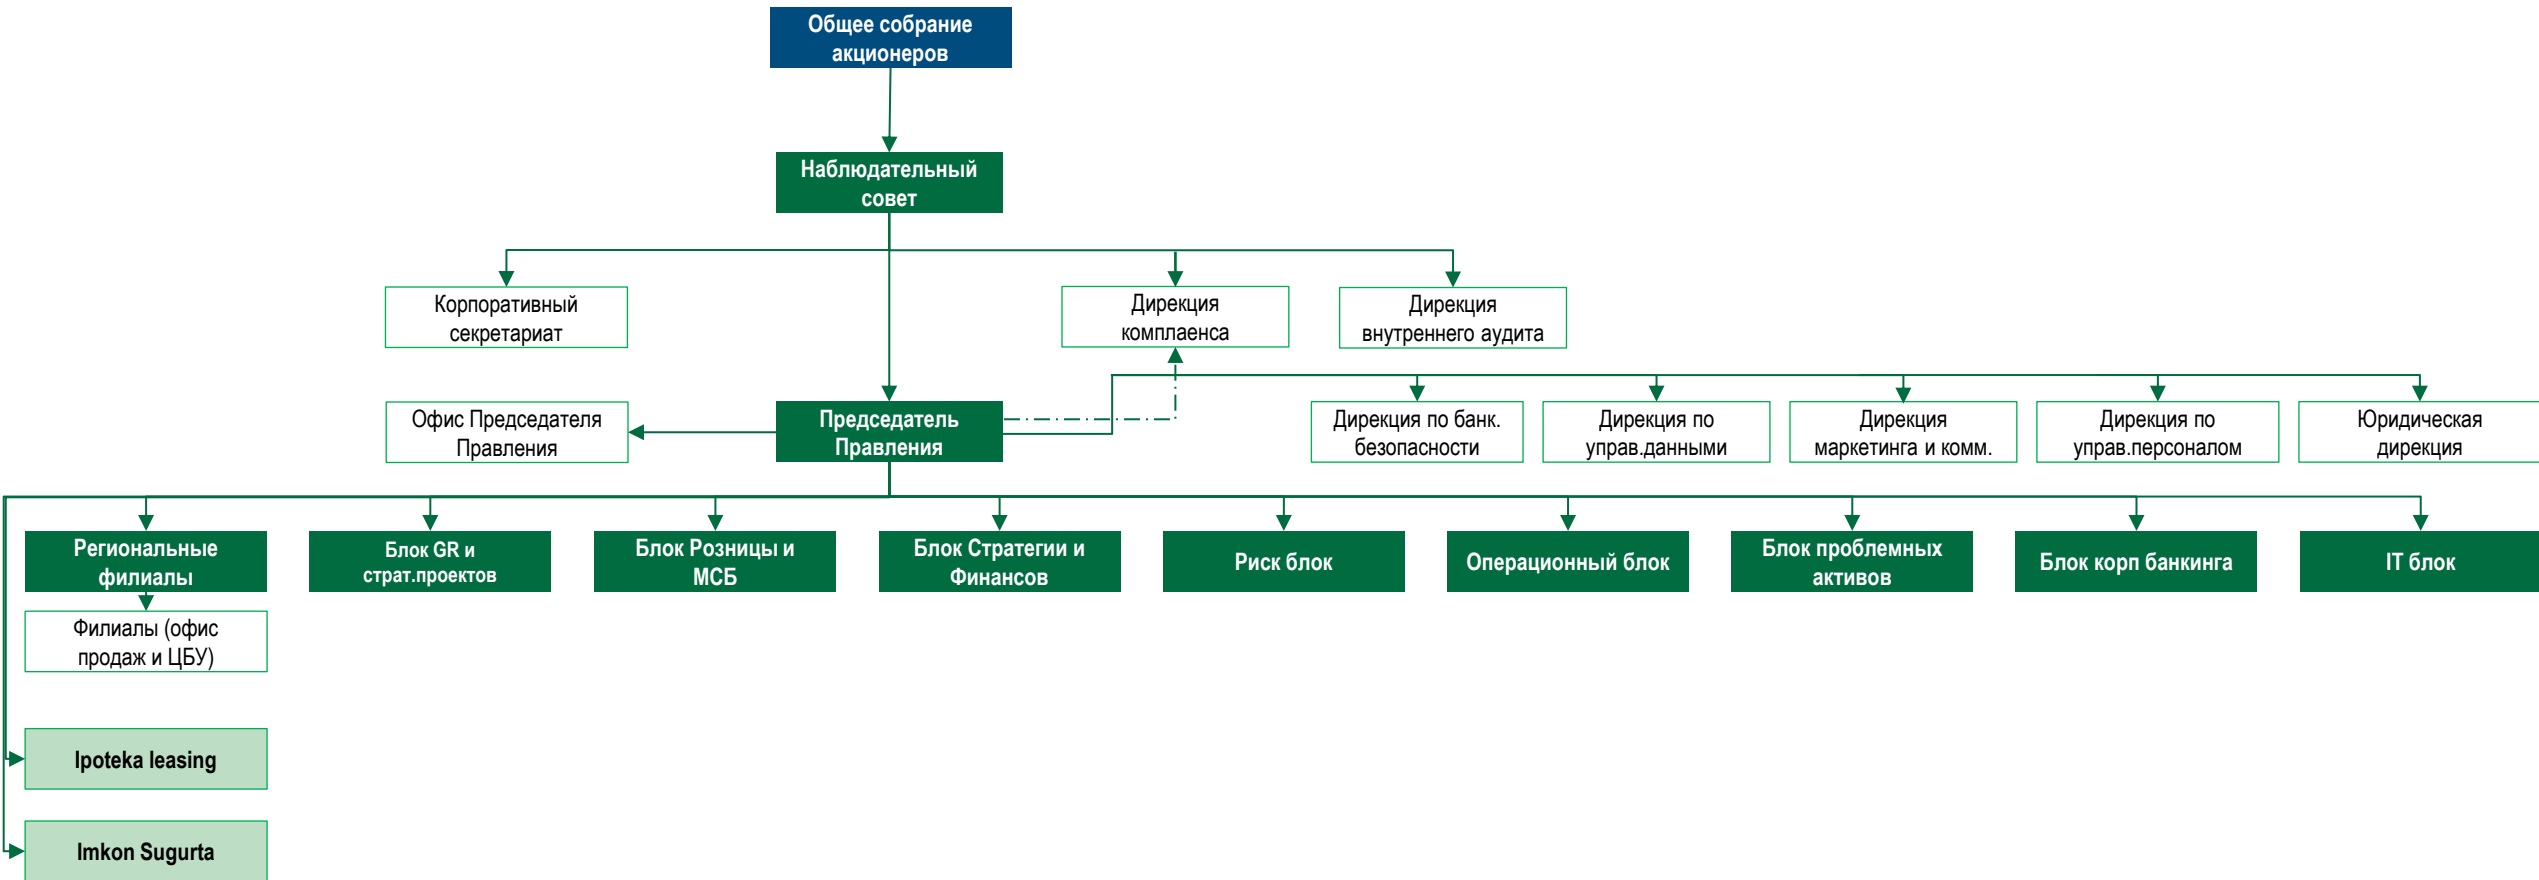 Общее собрание
акционеров
Наблюдательный
совет
Корпоративный
секретариат
Дирекция
комплаенса
Дирекция
внутреннего аудита
Офис Председателя
Правления
Председатель
Правления
Дирекция по банк.
безопасности
Дирекция по
управ.данными
Дирекция
маркетинга и комм.
Дирекция по
управ.персоналом
Юридическая
дирекция
Региональные
филиалы
Блок GR и
страт.проектов
Блок Розницы и
МСБ
Блок Стратегии и
Финансов
Риск блок
Операционный блок
Блок проблемных
активов
Блок корп банкинга
IT блок
Филиалы (офис
продаж и ЦБУ)
Ipoteka leasing
Imkon Sugurta